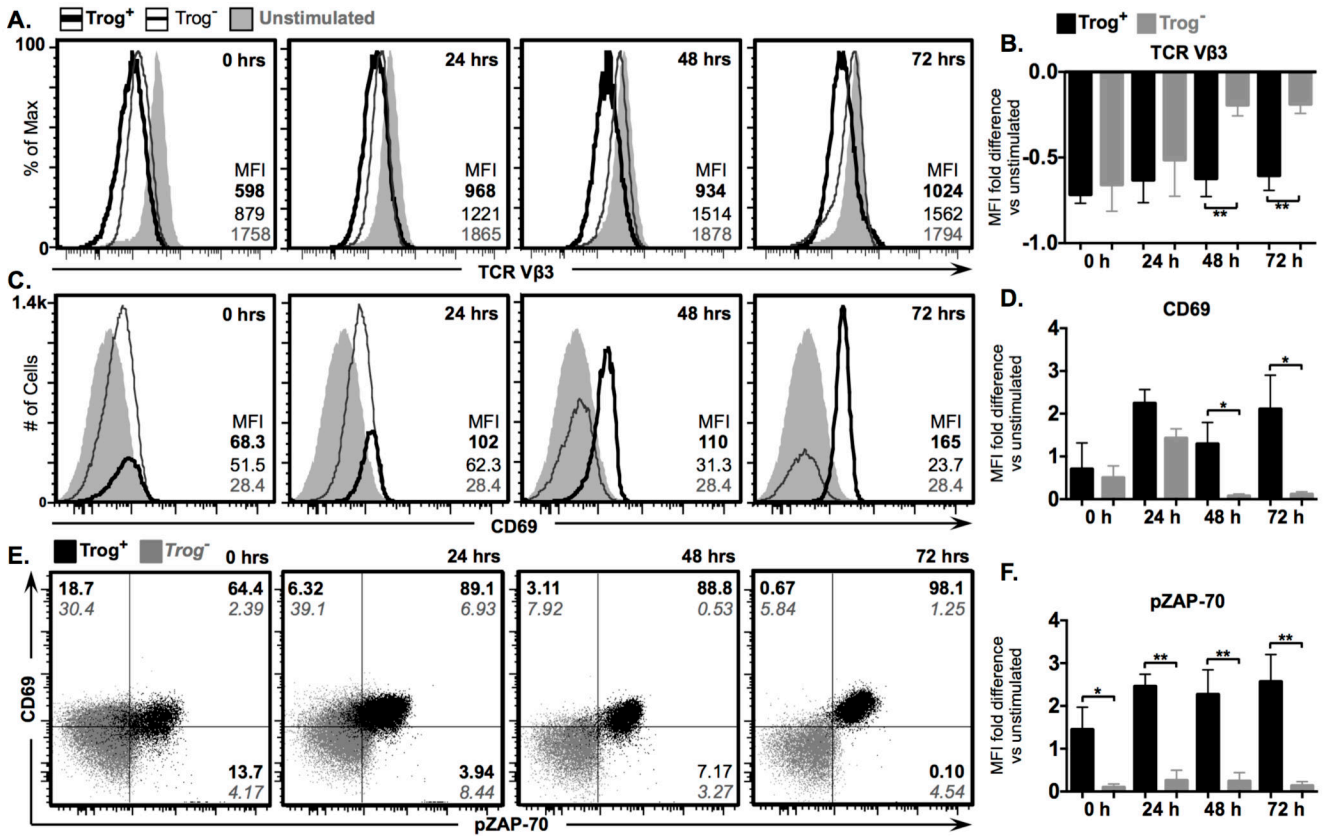 A. Trog+ Trog- Unstimulated
100
0
% of Max
0 hrs
MFI
598
879
1758
24 hrs
MFI
968
1221
1865
48 hrs
MFI
934
1514
1878
72 hrs
MFI
1024
1562
1794
TCR Vβ3
Trog+ Trog-
B. TCR Vβ3
MFI fold difference
vs unstimulated
0.0
-0.5
-1.0
** **
0 h 24 h 48 h 72 h
C.
1.4k
0
# of Cells
0 hrs
MFI
68.3
51.5
28.4
24 hrs
MFI
102
62.3
28.4
48 hrs
MFI
110
31.3
28.4
72 hrs
MFI
165
23.7
28.4
CD69
D. CD69
MFI fold difference
vs unstimulated
4
3
2
1
0
* *
0 h 24 h 48 h 72 h
E. Trog+ Trog-
CD69
0 hrs
18.7 64.4
30.4 2.39
13.7
4.17
24 hrs
6.32 89.1
39.1 6.93
3.94
8.44
48 hrs
3.11 88.8
7.92 0.53
7.17
3.27
72 hrs
0.67 98.1
5.84 1.25
0.10
4.54
pZAP-70
F. pZAP-70
MFI fold difference
vs unstimulated
4
3
2
1
0
* ** ** **
0 h 24 h 48 h 72 h